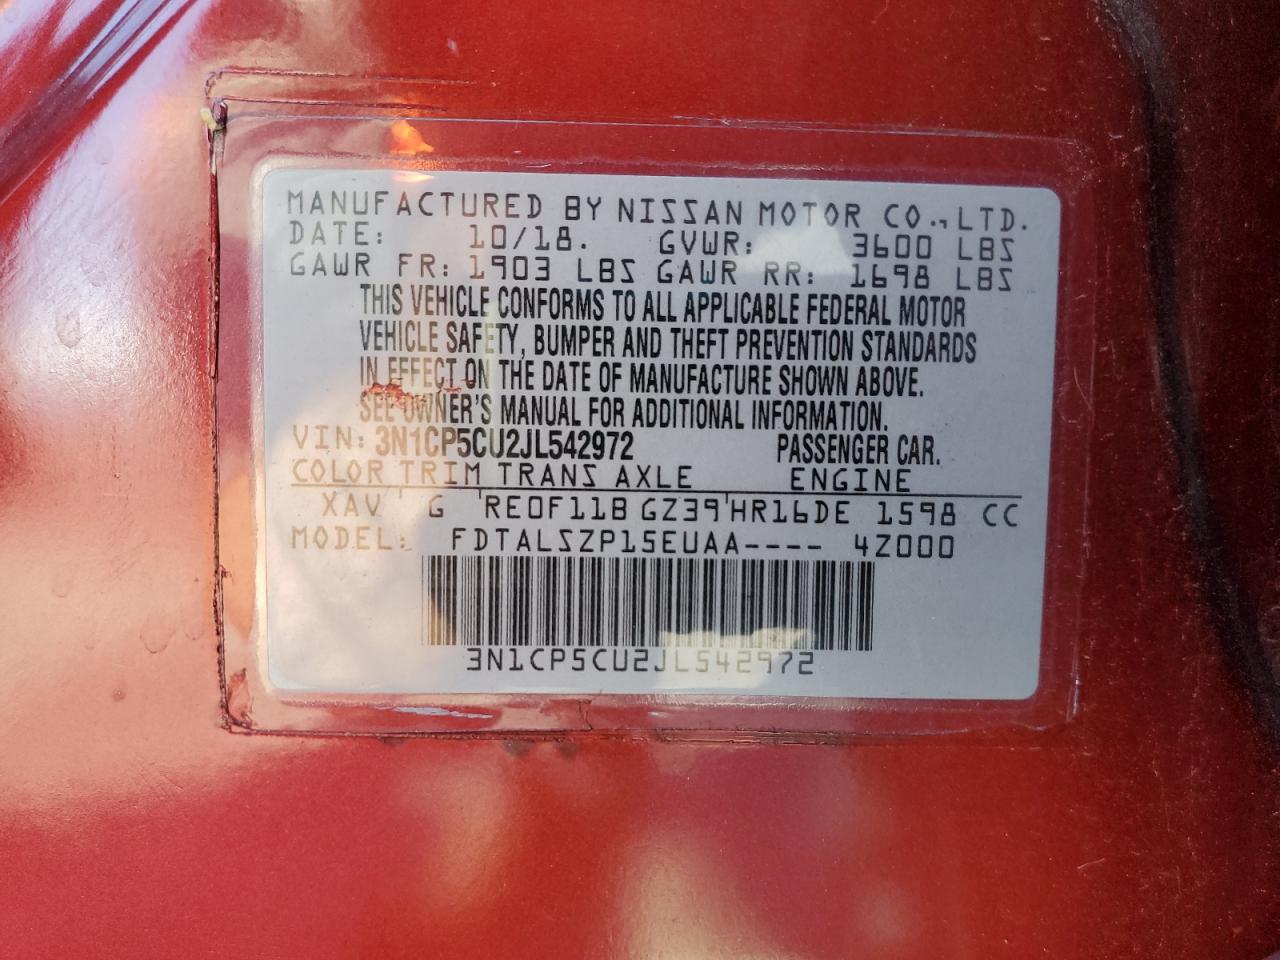 MANUFACTURED BY NISSAN MOTOR CO., LTD.
DATE: 10/18. GVWR: 3600 LBS
GAWR FR: 1903 LBS GAWR RR: 1698 LBS
THIS VEHICLE CONFORMS TO ALL APPLICABLE FEDERAL MOTOR
VEHICLE SAFETY, BUMPER AND THEFT PREVENTION STANDARDS
IN EFFECT ON THE DATE OF MANUFACTURE SHOWN ABOVE.
SEE OWNER'S MANUAL FOR ADDITIONAL INFORMATION.
VIN: 3N1CP5CU2JL542972 PASSENGER CAR.
COLOR TRIM TRANS AXLE ENGINE
XAV G RE0F11B GZ39 HR16DE 1598 CC
MODEL: FDTALSZP15EUAA---- 4Z000
3N1CP5CU2JL542972